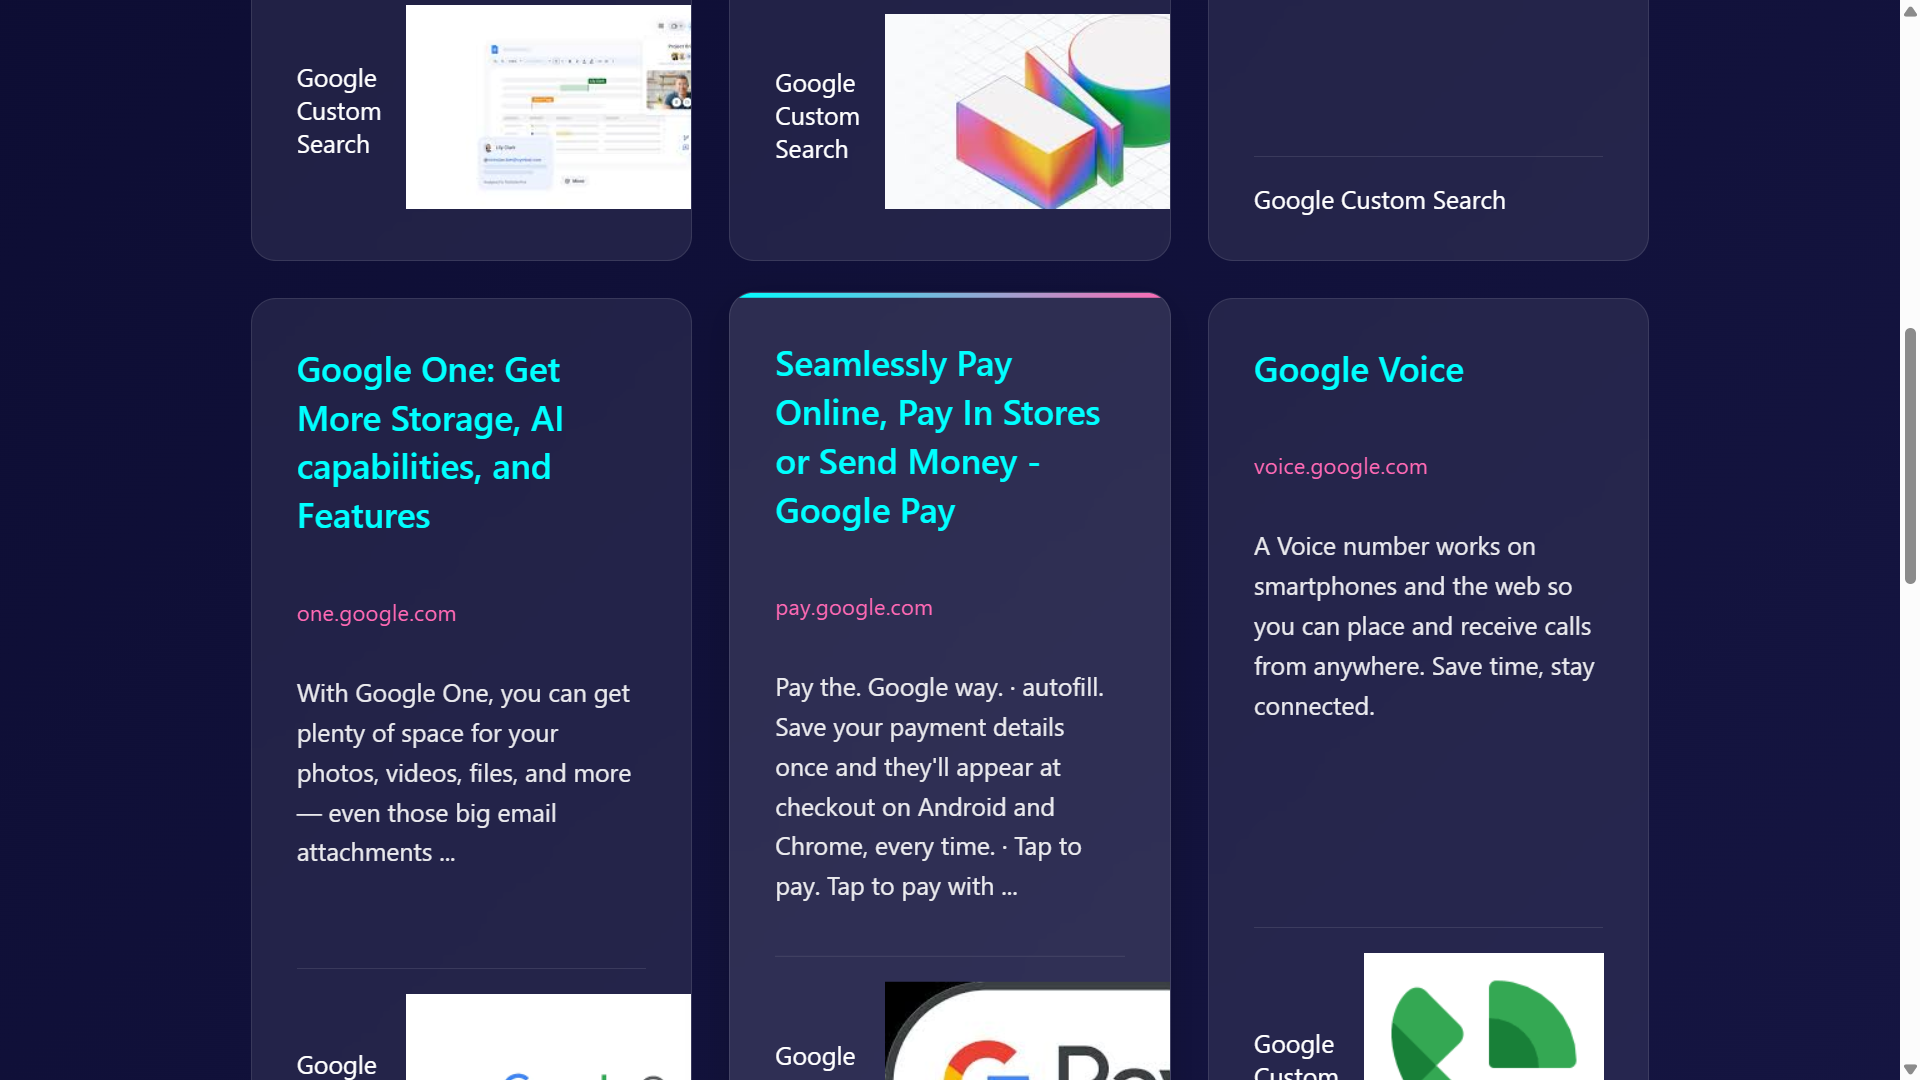 Google
Custom
Search
Google
Custom
Search
Google Custom Search
Google One: Get
More Storage, AI
capabilities, and
Features
one.google.com
With Google One, you can get
plenty of space for your
photos, videos, files, and more
— even those big email
attachments ...
Google
Seamlessly Pay
Online, Pay In Stores
or Send Money -
Google Pay
pay.google.com
Pay the. Google way. · autofill.
Save your payment details
once and they'll appear at
checkout on Android and
Chrome, every time. · Tap to
pay. Tap to pay with ...
Google
Google Voice
voice.google.com
A Voice number works on
smartphones and the web so
you can place and receive calls
from anywhere. Save time, stay
connected.
Google
Custom